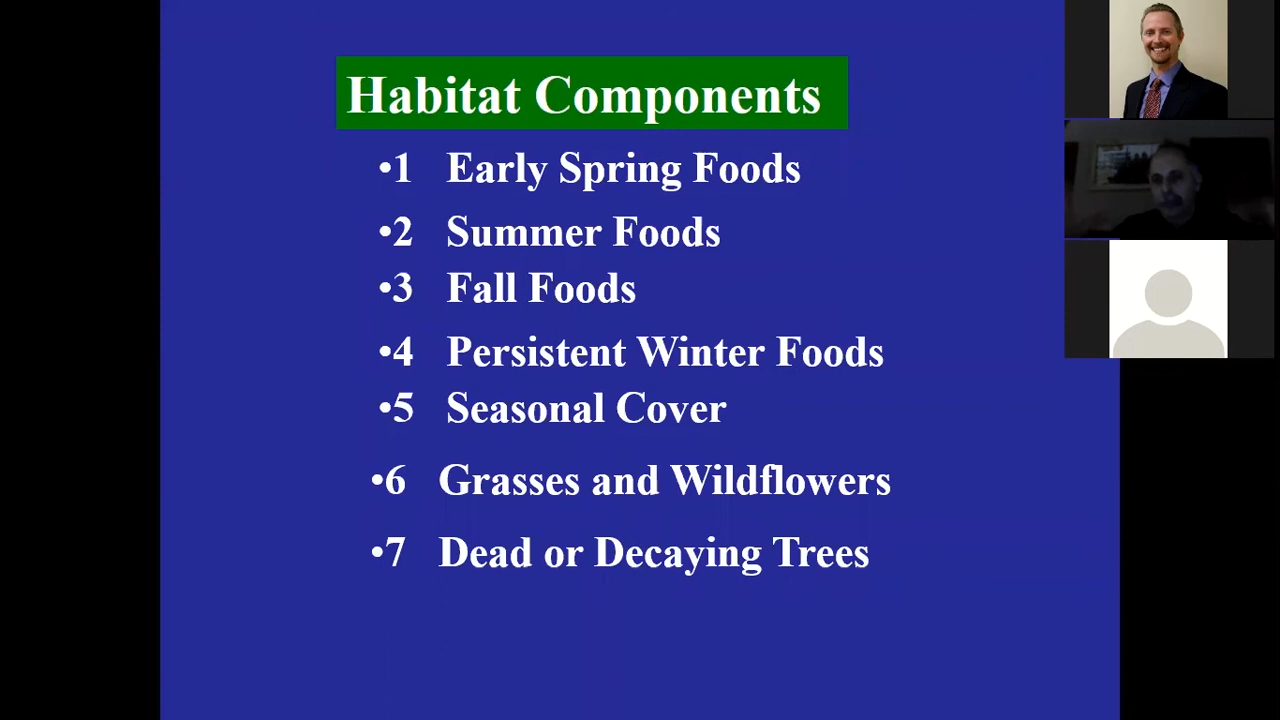 Habitat Components
•1 Early Spring Foods
•2 Summer Foods
•3 Fall Foods
•4 Persistent Winter Foods
•5 Seasonal Cover
•6 Grasses and Wildflowers
•7 Dead or Decaying Trees